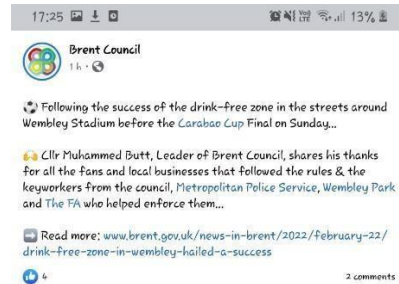 17:25 13%
Brent Council
1 h
Following the success of the drink-free zone in the streets around
Wembley Stadium before the Carabao Cup Final on Sunday...
Cllr Muhammed Butt, Leader of Brent Council, shares his thanks
for all the fans and local businesses that followed the rules & the
keyworkers from the council, Metropolitan Police Service, Wembley Park
and The FA who helped enforce them...
Read more: www.brent.gov.uk/news-in-brent/2022/february-22/
drink-free-zone-in-wembley-hailed-a-success
4 2 comments